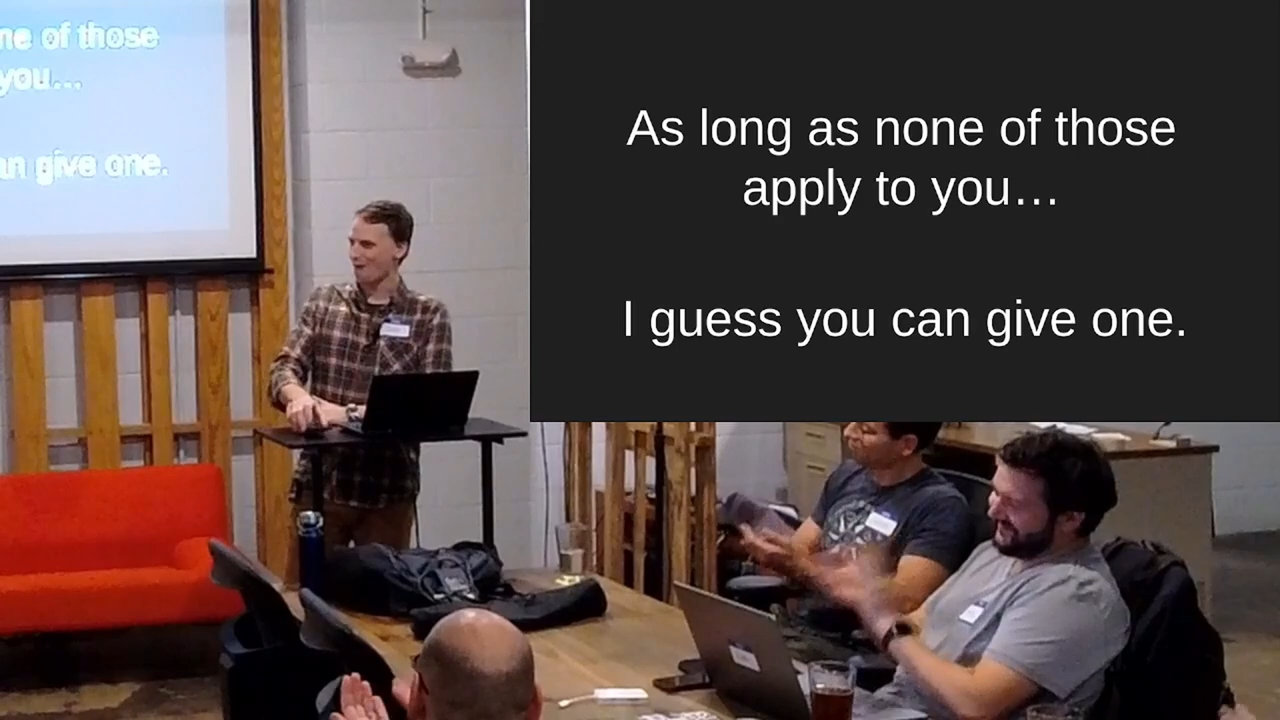 ne of those
you...
an give one.
As long as none of those
apply to you…
I guess you can give one.